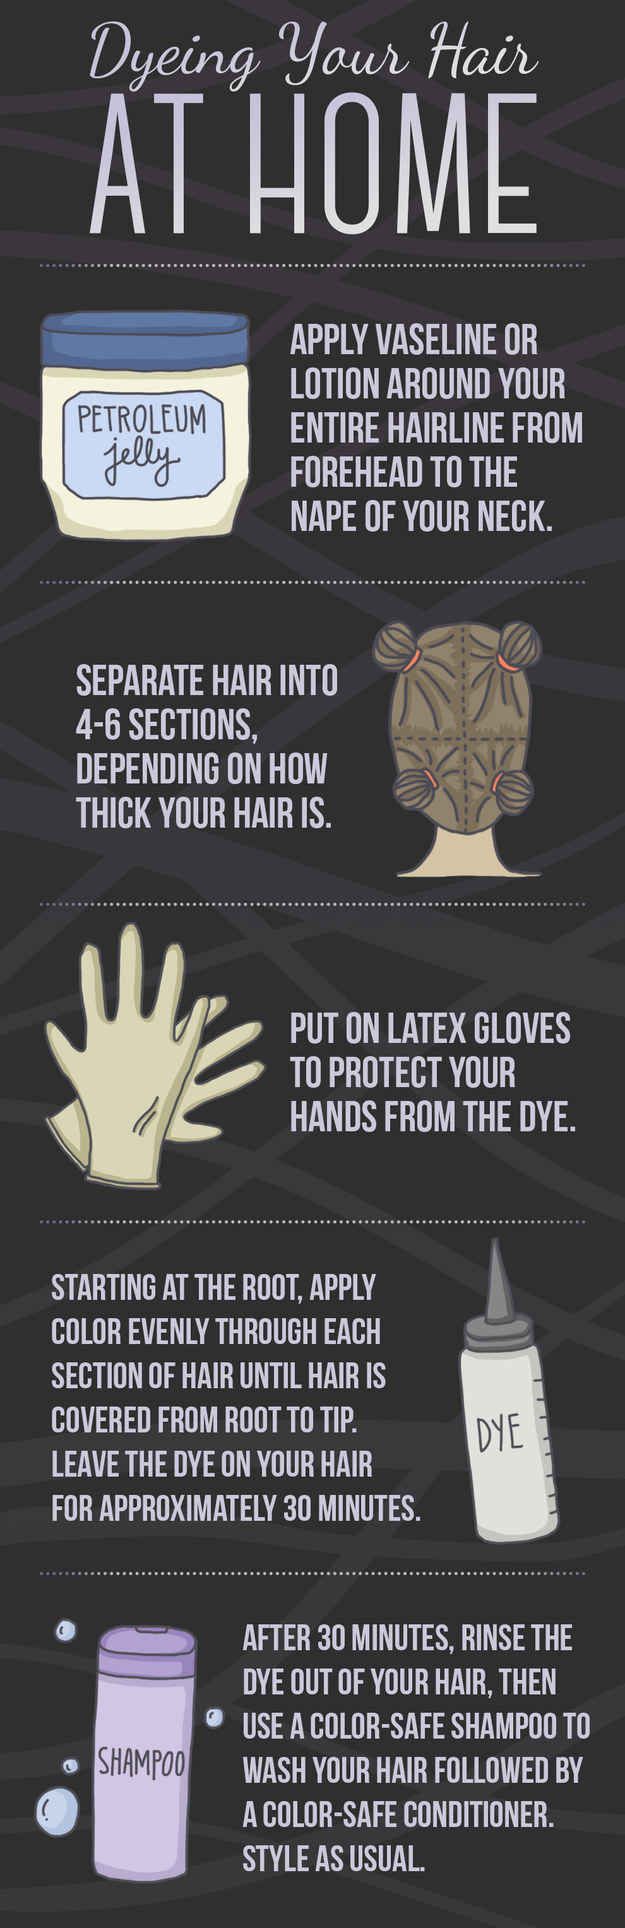 Dyeing Your Hair
AT HOME
PETROLEUM
jelly
APPLY VASELINE OR
LOTION AROUND YOUR
ENTIRE HAIRLINE FROM
FOREHEAD TO THE
NAPE OF YOUR NECK.
SEPARATE HAIR INTO
4-6 SECTIONS,
DEPENDING ON HOW
THICK YOUR HAIR IS.
PUT ON LATEX GLOVES
TO PROTECT YOUR
HANDS FROM THE DYE.
STARTING AT THE ROOT, APPLY
COLOR EVENLY THROUGH EACH
SECTION OF HAIR UNTIL HAIR IS
COVERED FROM ROOT TO TIP.
LEAVE THE DYE ON YOUR HAIR
FOR APPROXIMATELY 30 MINUTES.
DYE
SHAMPOO
AFTER 30 MINUTES, RINSE THE
DYE OUT OF YOUR HAIR, THEN
USE A COLOR-SAFE SHAMPOO TO
WASH YOUR HAIR FOLLOWED BY
A COLOR-SAFE CONDITIONER.
STYLE AS USUAL.